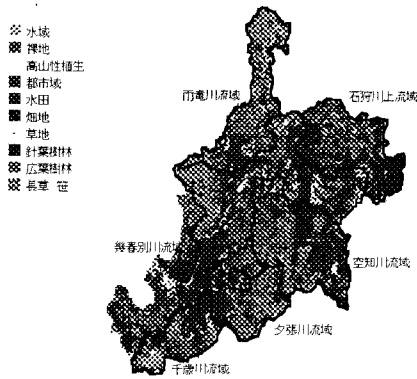 水域
裸地
高山性植生
都市域
水田
畑地
草地
針葉樹林
広葉樹林
長草 笹
雨竜川流域
石狩川上流域
幾春別川流域
空知川流域
夕張川流域
千歳川流域